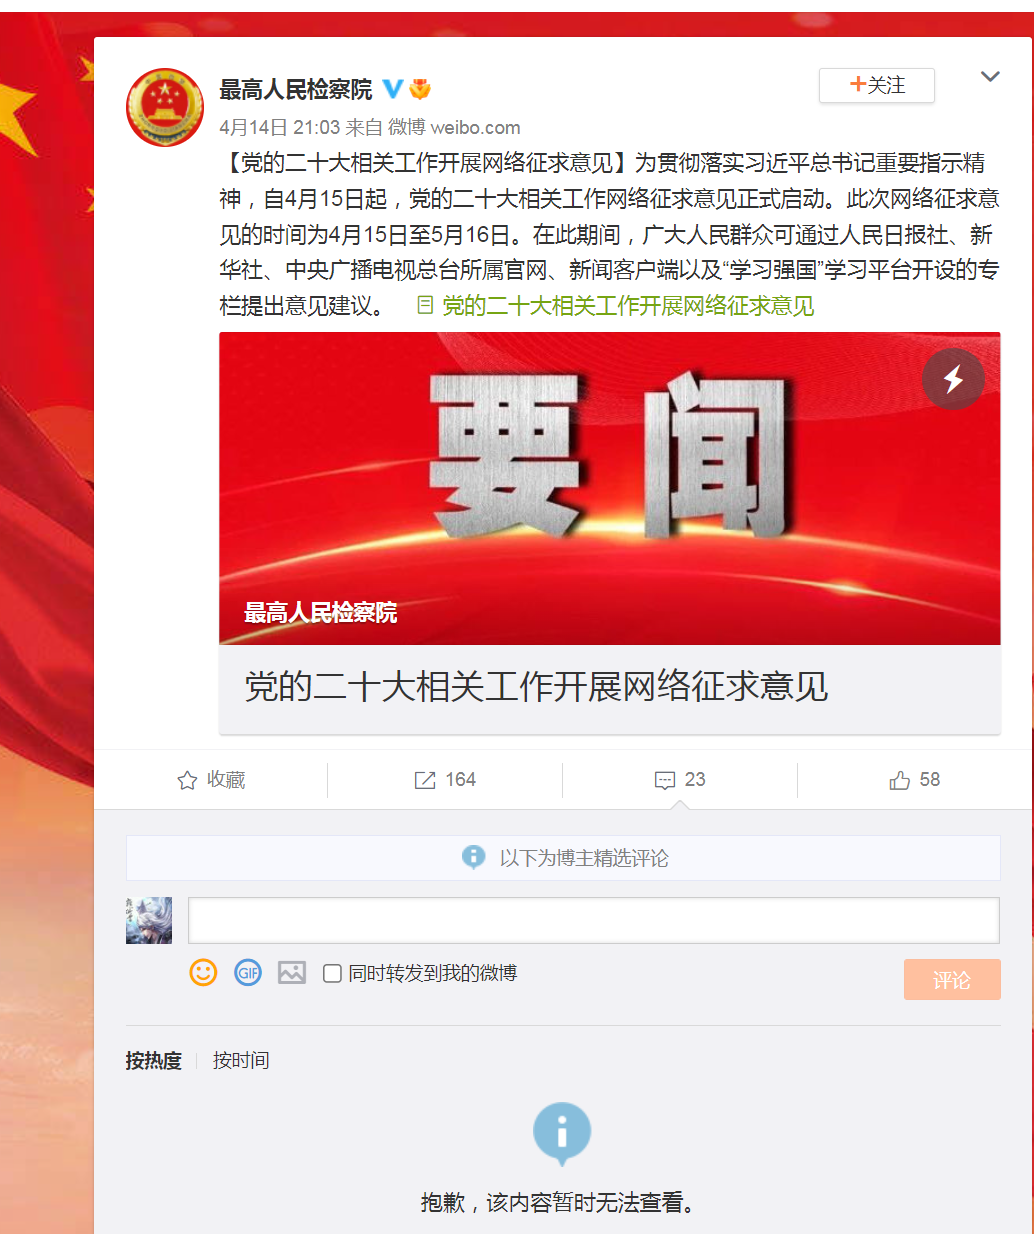 最高人民检察院
+关注
4月14日 21:03 来自 微博 weibo.com
【党的二十大相关工作开展网络征求意见】为贯彻落实习近平总书记重要指示精
神，自4月15日起，党的二十大相关工作网络征求意见正式启动。此次网络征求意
见的时间为4月15日至5月16日。在此期间，广大人民群众可通过人民日报社、新
华社、中央广播电视总台所属官网、新闻客户端以及“学习强国”学习平台开设的专
栏提出意见建议。 党的二十大相关工作开展网络征求意见
要闻
最高人民检察院
党的二十大相关工作开展网络征求意见
收藏 164 23 58
以下为博主精选评论
GIF 同时转发到我的微博
评论
按热度 按时间
抱歉，该内容暂时无法查看。